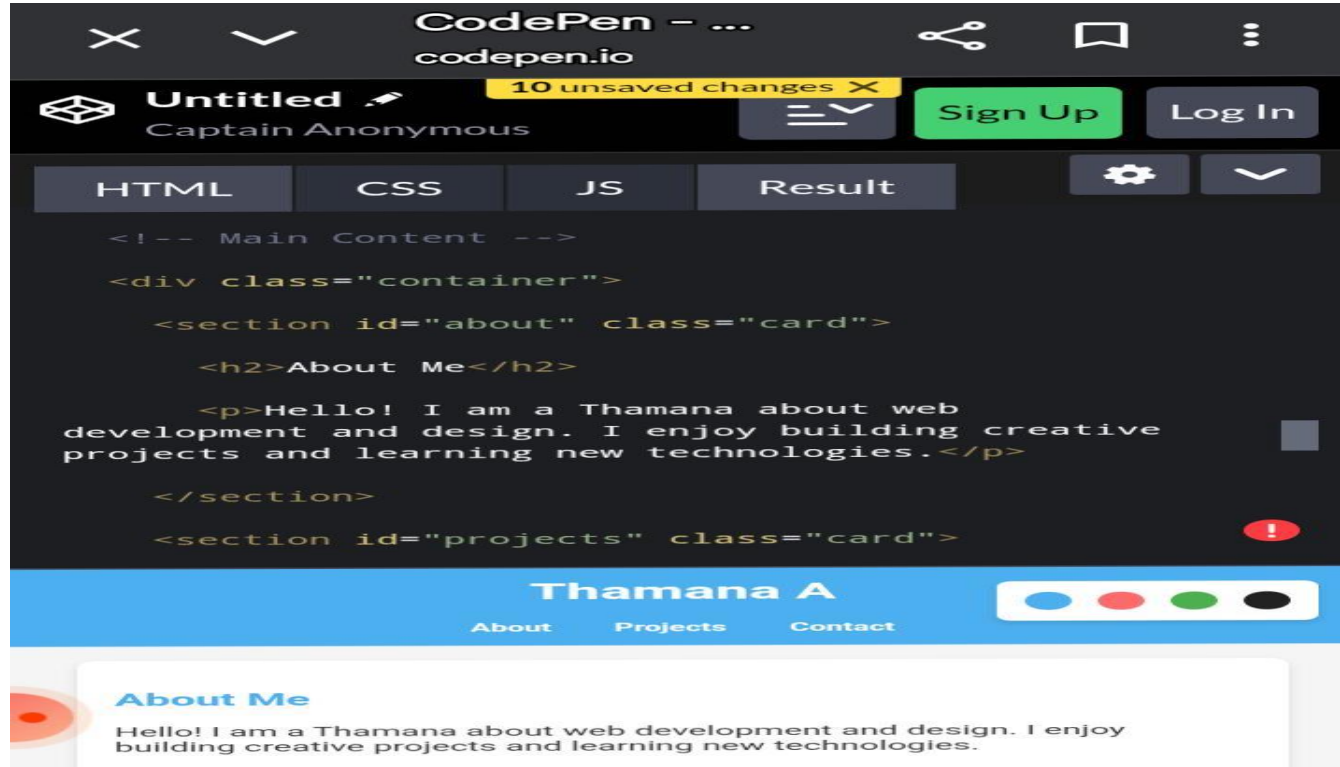 CodePen - ...
codepen.io
10 unsaved changes X
Untitled
Captain Anonymous
Sign Up
Log In
HTML CSS JS Result
<!-- Main Content -->
<div class="container">
<section id="about" class="card">
<h2>About Me</h2>
<p>Hello! I am a Thamana about web
development and design. I enjoy building creative
projects and learning new technologies.</p>
</section>
<section id="projects" class="card">
!
Thamana A
About Projects Contact
About Me
Hello! I am a Thamana about web development and design. I enjoy
building creative projects and learning new technologies.